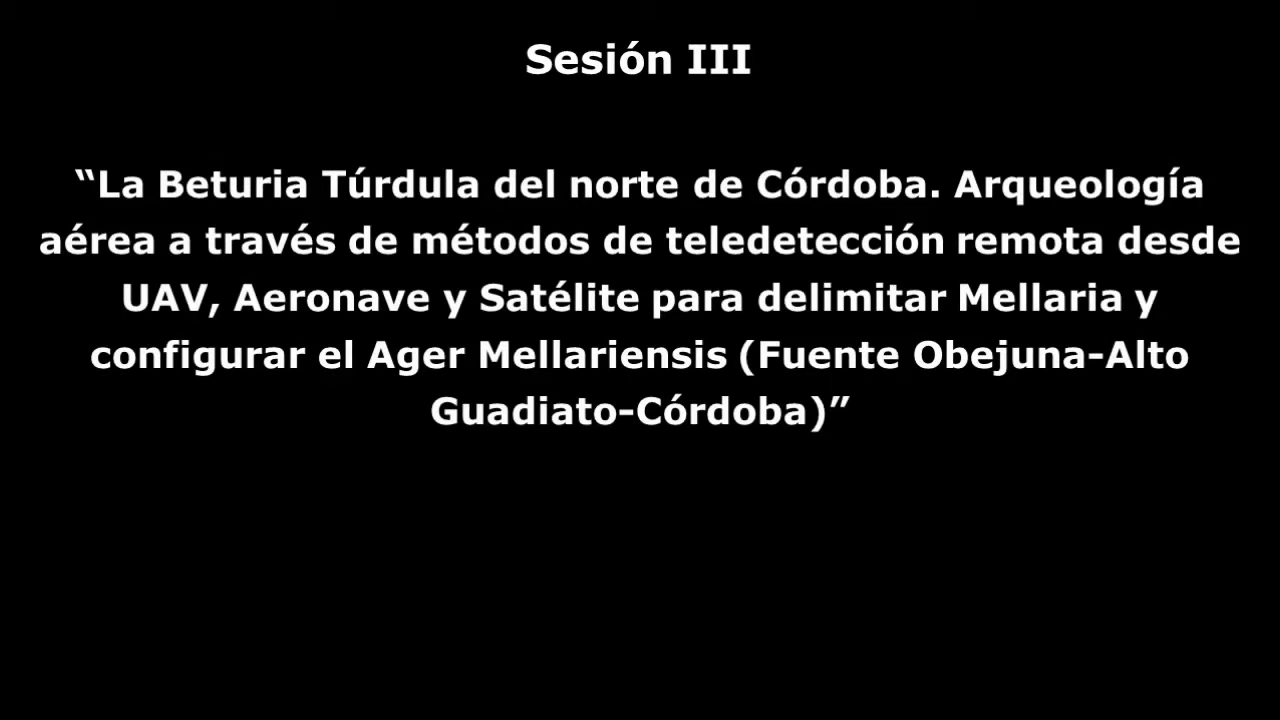 Sesión III
“La Beturia Túrdula del norte de Córdoba. Arqueología
aérea a través de métodos de teledetección remota desde
UAV, Aeronave y Satélite para delimitar Mellaria y
configurar el Ager Mellariensis (Fuente Obejuna-Alto
Guadiato-Córdoba)”